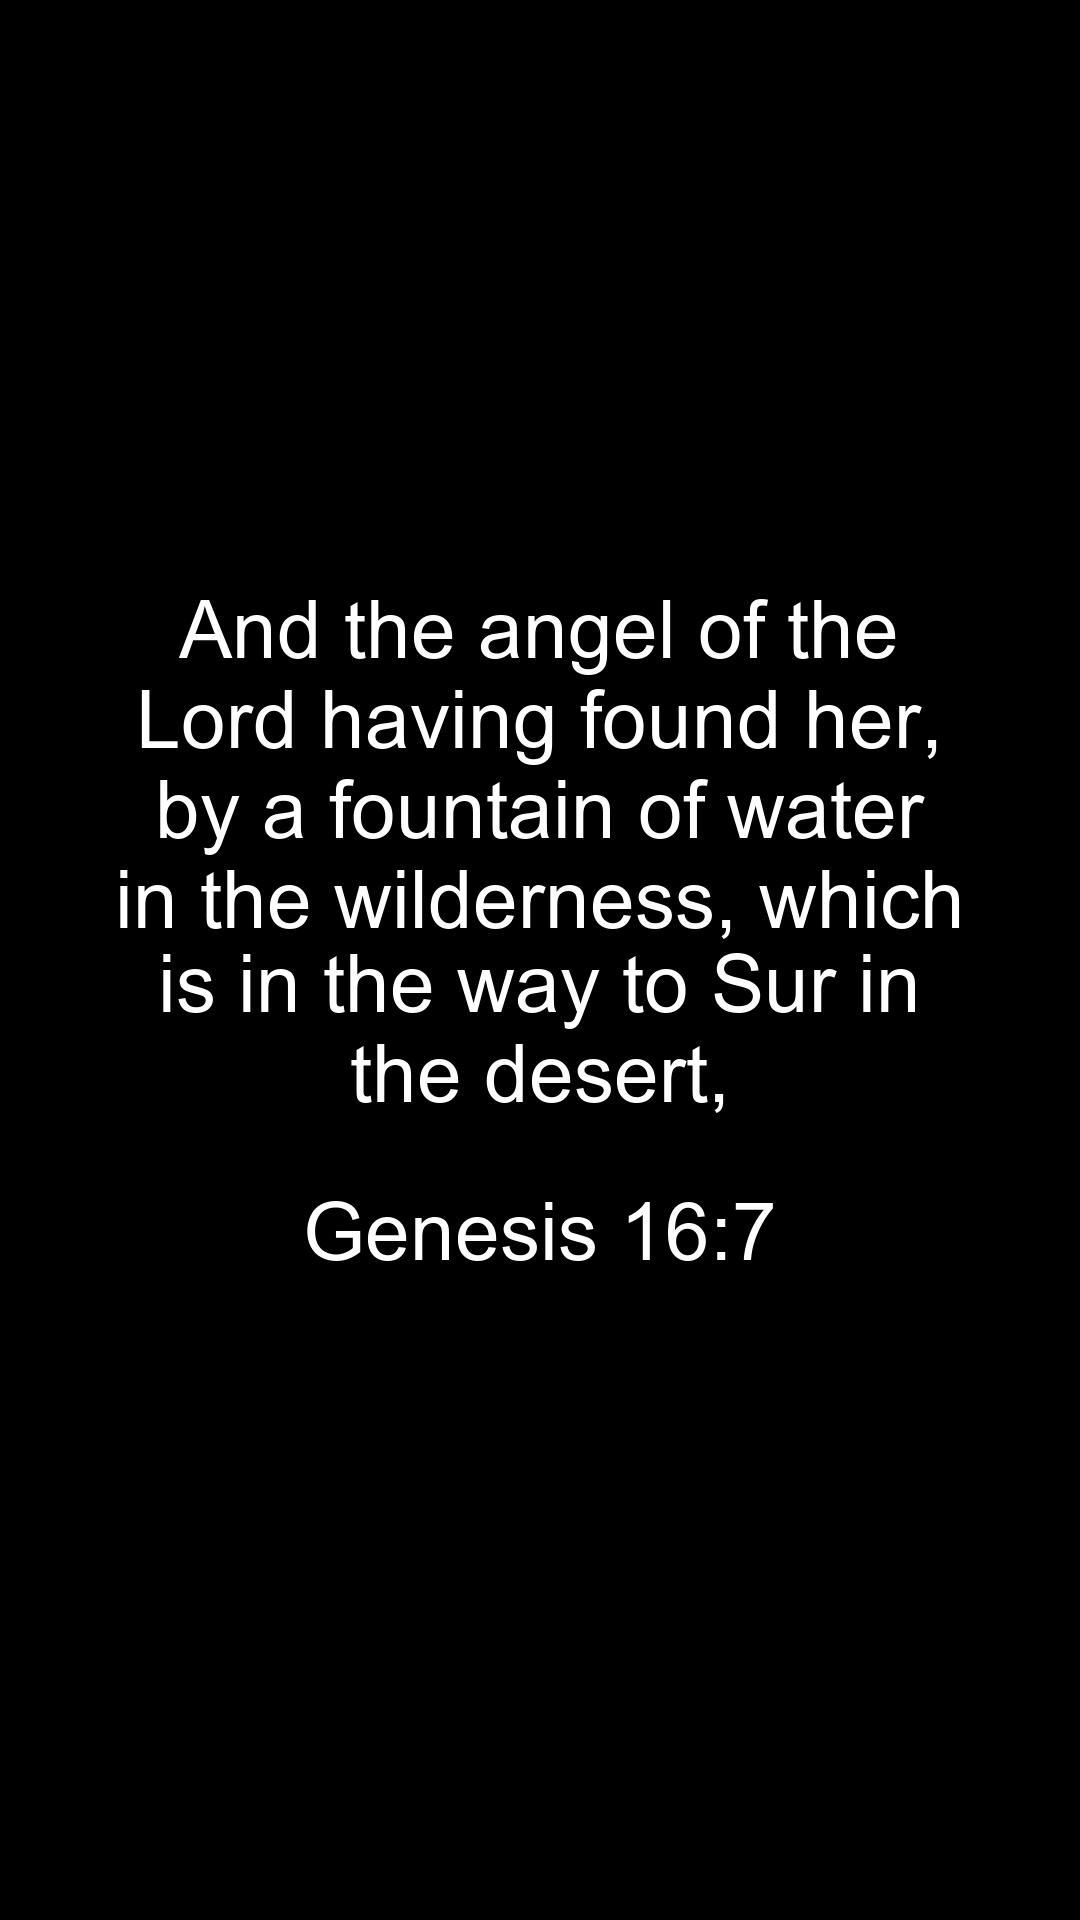 And the angel of the
Lord having found her,
by a fountain of water
in the wilderness, which
is in the way to Sur in
the desert,
Genesis 16:7